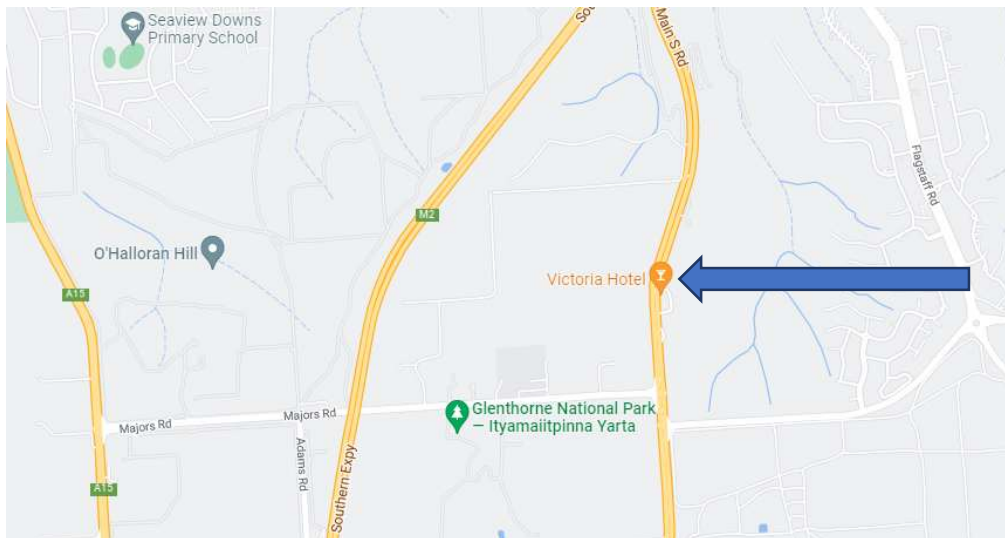 Seaview Downs
Primary School
Sou
Main S Rd
Flagstaff Rd
M2
O'Halloran Hill
Victoria Hotel
A15
Glenthorne National Park
– Ityamaiitpinna Yarta
Majors Rd
Majors Rd
Adams Rd
Southern Expy
A15